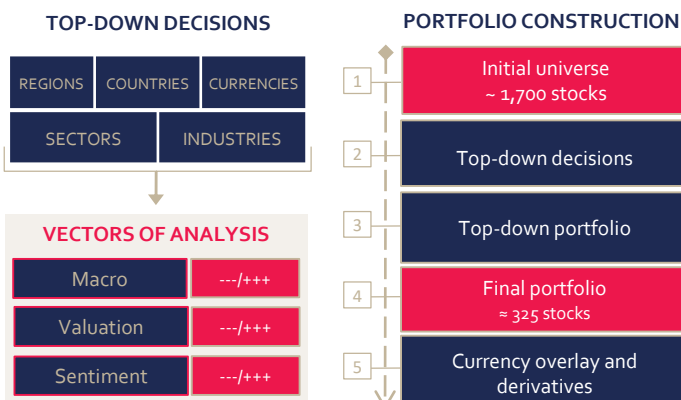 TOP-DOWN DECISIONS
REGIONS
COUNTRIES
CURRENCIES
SECTORS
INDUSTRIES
VECTORS OF ANALYSIS
Macro
---/+++
Valuation
---/+++
Sentiment
---/+++
PORTFOLIO CONSTRUCTION
1
Initial universe
~ 1,700 stocks
2
Top-down decisions
3
Top-down portfolio
4
Final portfolio
≈ 325 stocks
5
Currency overlay and
derivatives